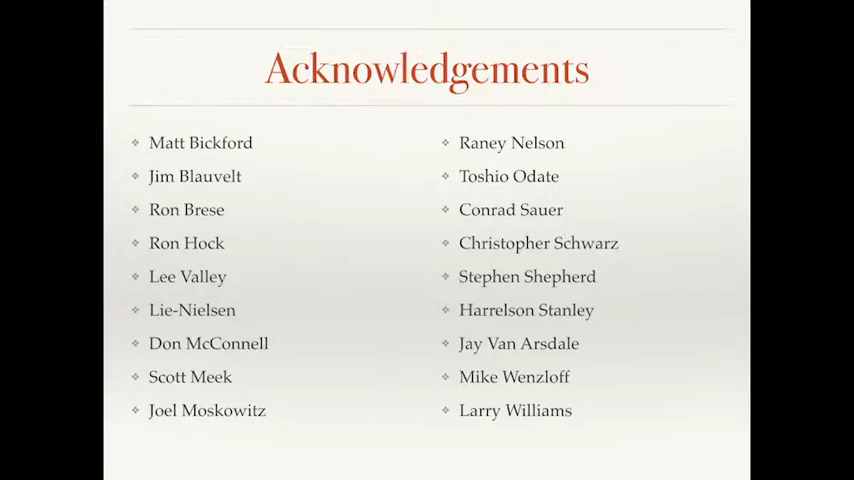 Acknowledgements
Matt Bickford
Jim Blauvelt
Ron Brese
Ron Hock
Lee Valley
Lie-Nielsen
Don McConnell
Scott Meek
Joel Moskowitz
Raney Nelson
Toshio Odate
Conrad Sauer
Christopher Schwarz
Stephen Shepherd
Harrelson Stanley
Jay Van Arsdale
Mike Wenzloff
Larry Williams